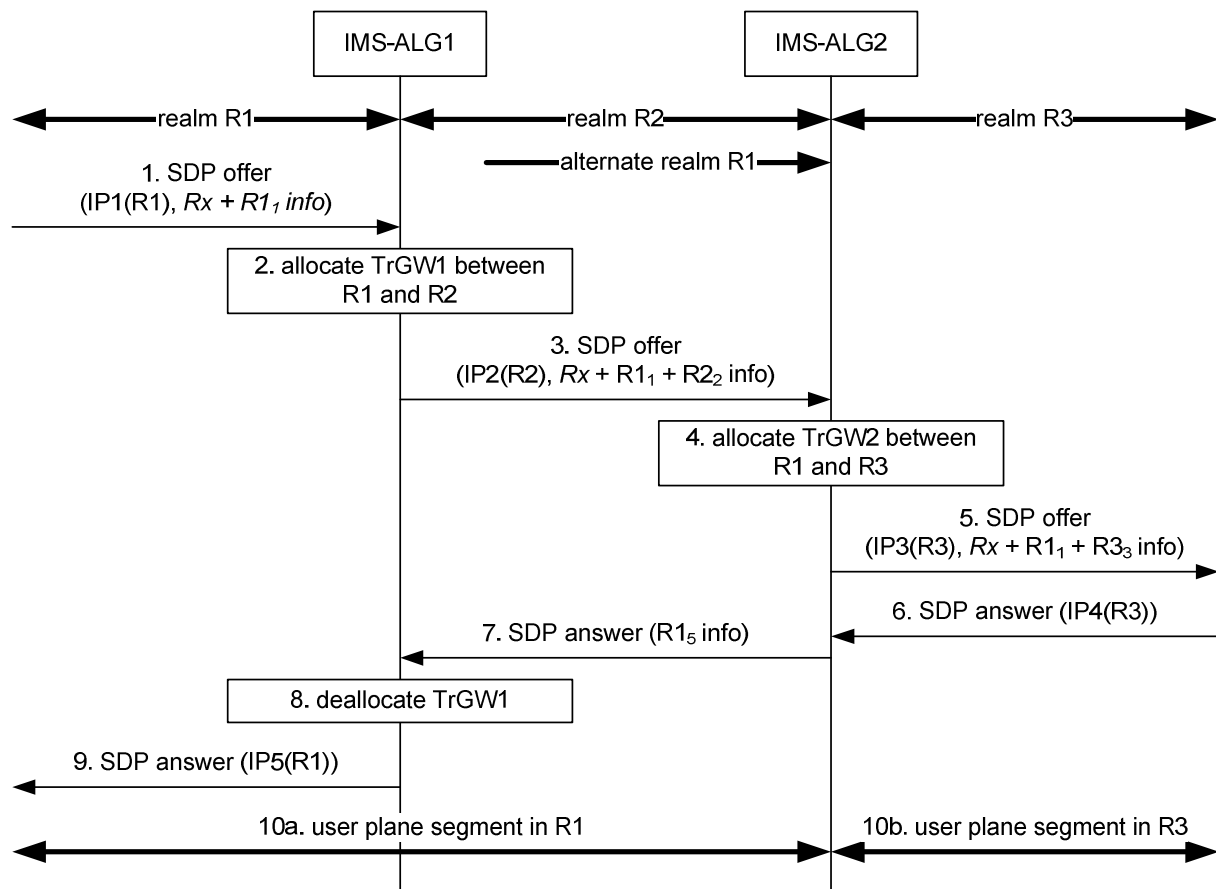 IMS-ALG1
IMS-ALG2
realm R1
realm R2
realm R3
alternate realm R1
1. SDP offer
(IP1(R1), Rx + R1₁ info)
2. allocate TrGW1 between
R1 and R2
3. SDP offer
(IP2(R2), Rx + R1₁ + R2₂ info)
4. allocate TrGW2 between
R1 and R3
5. SDP offer
(IP3(R3), Rx + R1₁ + R3₃ info)
6. SDP answer (IP4(R3))
7. SDP answer (R1₅ info)
8. deallocate TrGW1
9. SDP answer (IP5(R1))
10a. user plane segment in R1
10b. user plane segment in R3